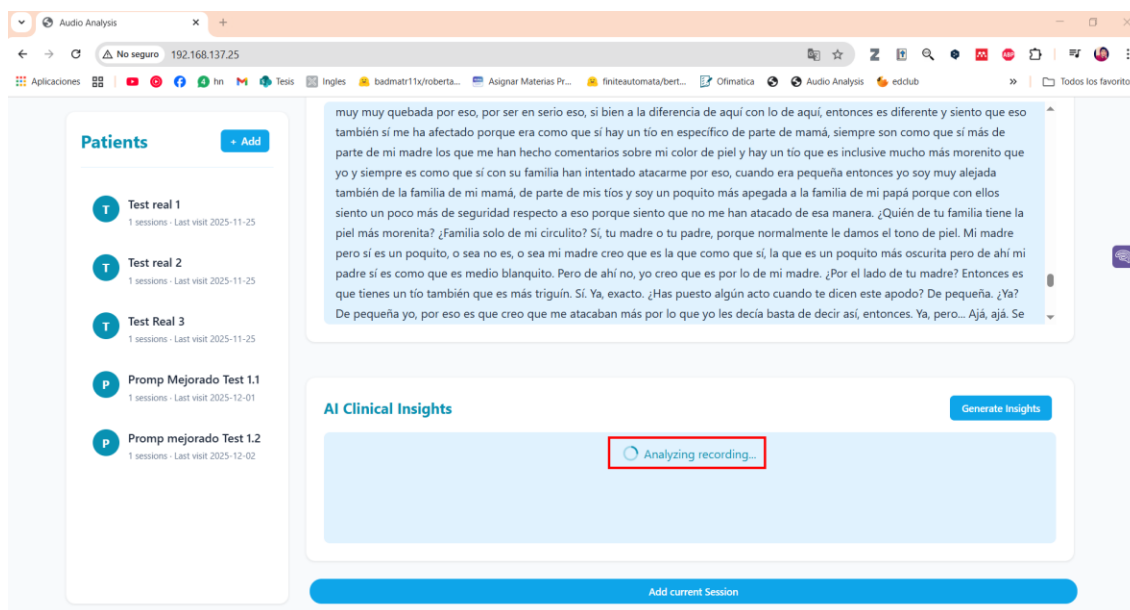 Audio Analysis
No seguro 192.168.137.25
Aplicaciones
hn
Tesis
Ingles
badmatr11x/roberta...
Asignar Materias Pr...
finiteautomata/bert...
Ofimatica
Audio Analysis
edclub
»
Todos los favorito
Patients
+ Add
T
Test real 1
1 sessions · Last visit 2025-11-25
T
Test real 2
1 sessions · Last visit 2025-11-25
T
Test Real 3
1 sessions · Last visit 2025-11-25
P
Promp Mejorado Test 1.1
1 sessions · Last visit 2025-12-01
P
Promp mejorado Test 1.2
1 sessions · Last visit 2025-12-02
muy muy quebada por eso, por ser en serio eso, si bien a la diferencia de aquí con lo de aquí, entonces es diferente y siento que eso
también sí me ha afectado porque era como que sí hay un tío en específico de parte de mamá, siempre son como que sí más de
parte de mi madre los que me han hecho comentarios sobre mi color de piel y hay un tío que es inclusive mucho más morenito que
yo y siempre es como que sí con su familia han intentado atacarme por eso, cuando era pequeña entonces yo soy muy alejada
también de la familia de mi mamá, de parte de mis tíos y soy un poquito más apegada a la familia de mi papá porque con ellos
siento un poco más de seguridad respecto a eso porque siento que no me han atacado de esa manera. ¿Quién de tu familia tiene la
piel más morenita? ¿Familia solo de mi circulito? Sí, tu madre o tu padre, porque normalmente le damos el tono de piel. Mi madre
pero sí es un poquito, o sea no es, o sea mi madre creo que es la que como que sí, la que es un poquito más oscurita pero de ahí mi
padre sí es como que es medio blanquito. Pero de ahí no, yo creo que es por lo de mi madre. ¿Por el lado de tu madre? Entonces es
que tienes un tío también que es más triguín. Sí. Ya, exacto. ¿Has puesto algún acto cuando te dicen este apodo? De pequeña. ¿Ya?
De pequeña yo, por eso es que creo que me atacaban más por lo que yo les decía basta de decir así, entonces. Ya, pero... Ajá, ajá. Se
AI Clinical Insights
Generate Insights
Analyzing recording...
Add current Session